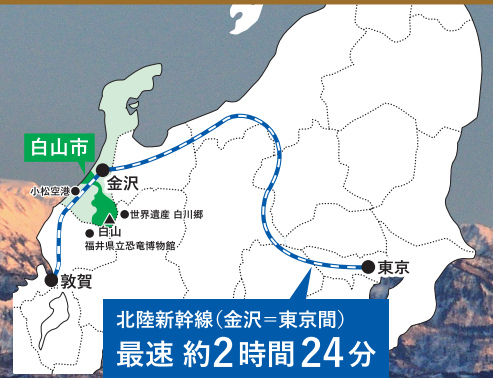 白山市
金沢
小松空港
世界遺産 白川郷
白山
福井県立恐竜博物館
敦賀
東京
北陸新幹線（金沢＝東京間）
最速 約2時間24分